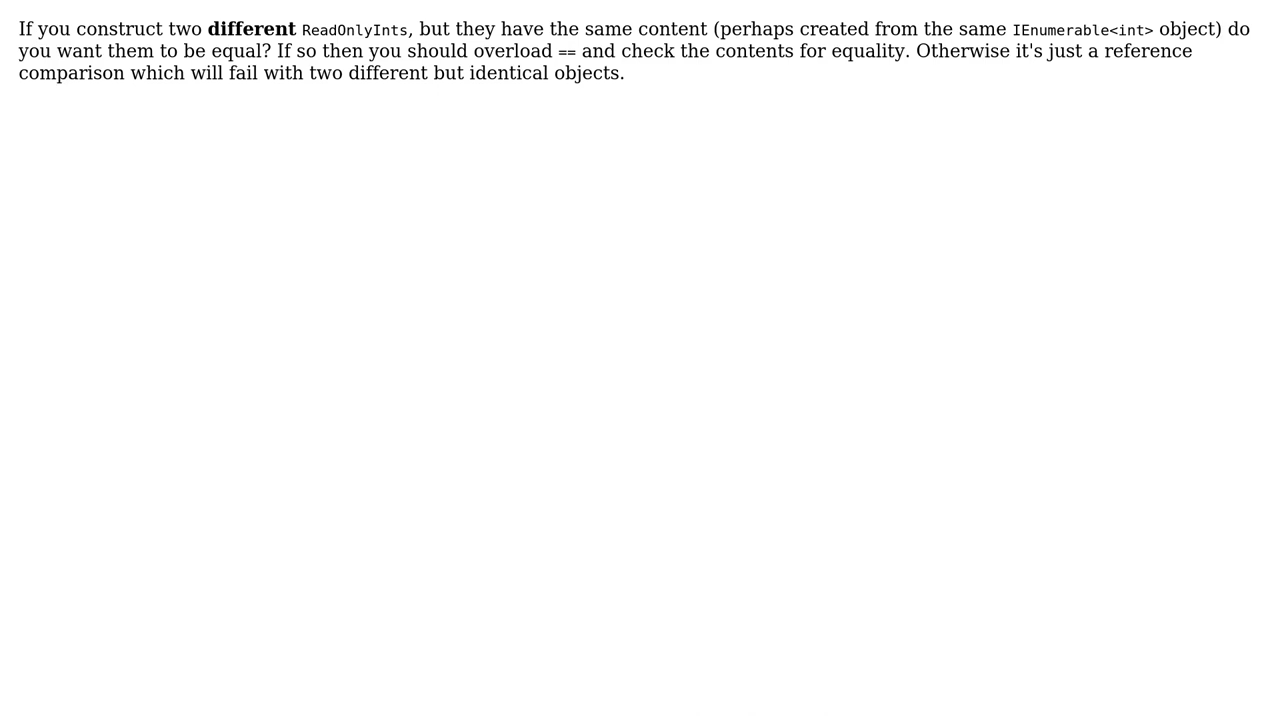 If you construct two different ReadOnlyInts, but they have the same content (perhaps created from the same IEnumerable<int> object) do
you want them to be equal? If so then you should overload == and check the contents for equality. Otherwise it's just a reference
comparison which will fail with two different but identical objects.